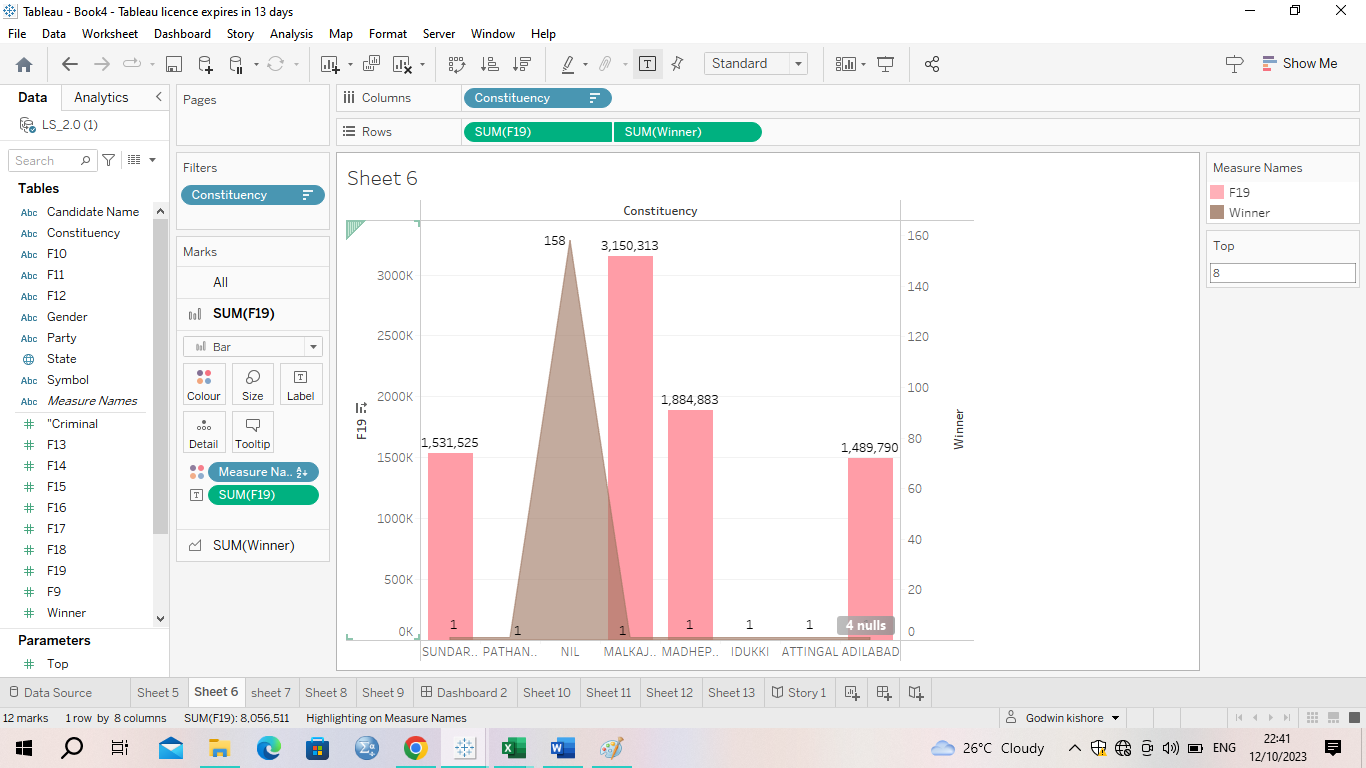 Tableau - Book4 - Tableau licence expires in 13 days
File Data Worksheet Dashboard Story Analysis Map Format Server Window Help
Standard
Show Me
Data Analytics
LS_2.0 (1)
Search
Tables
Abc Candidate Name
Abc Constituency
Abc F10
Abc F11
Abc F12
Abc Gender
Abc Party
State
Abc Symbol
Abc Measure Names
# "Criminal
# F13
# F14
# F15
# F16
# F17
# F18
# F19
# F9
# Winner
Parameters
# Top
Pages
Filters
Constituency
Marks
All
SUM(F19)
Bar
Colour Size Label
Detail Tooltip
Measure Na..
SUM(F19)
SUM(Winner)
Columns Constituency
Rows SUM(F19) SUM(Winner)
Sheet 6
Constituency
F19
3000K
2500K
2000K
1500K
1000K
500K
0K
158 3,150,313
1,884,883
1,531,525 1,489,790
1 1 1 1 1 1
4 nulls
SUNDAR.. PATHAN.. NIL MALKAJ.. MADHEP.. IDUKKI ATTINGAL ADILABAD
160
140
120
100
80
60
40
20
0
Winner
Measure Names
F19
Winner
Top
8
Data Source Sheet 5 Sheet 6 sheet 7 Sheet 8 Sheet 9 Dashboard 2 Sheet 10 Sheet 11 Sheet 12 Sheet 13 Story 1
12 marks 1 row by 8 columns SUM(F19): 8,056,511 Highlighting on Measure Names Godwin kishore
26°C Cloudy ENG 22:41
12/10/2023